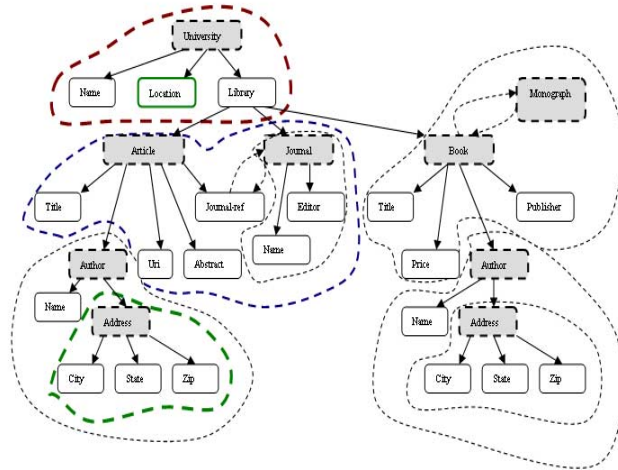 University
Name
Location
Library
Monograph
Article
Journal
Book
Title
Journal-ref
Editor
Title
Publisher
Name
Author
Uri
Abstract
Price
Author
Name
Address
Name
Address
City
State
Zip
City
State
Zip